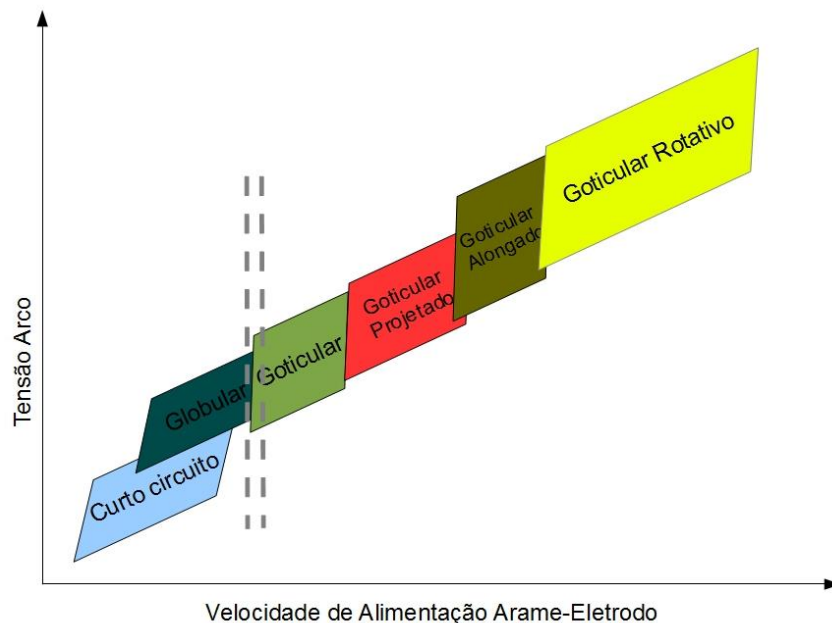 Tensão Arco
Curto circuito
Globular
Goticular
Goticular
Projetado
Goticular
Alongado
Goticular Rotativo
Velocidade de Alimentação Arame-Eletrodo